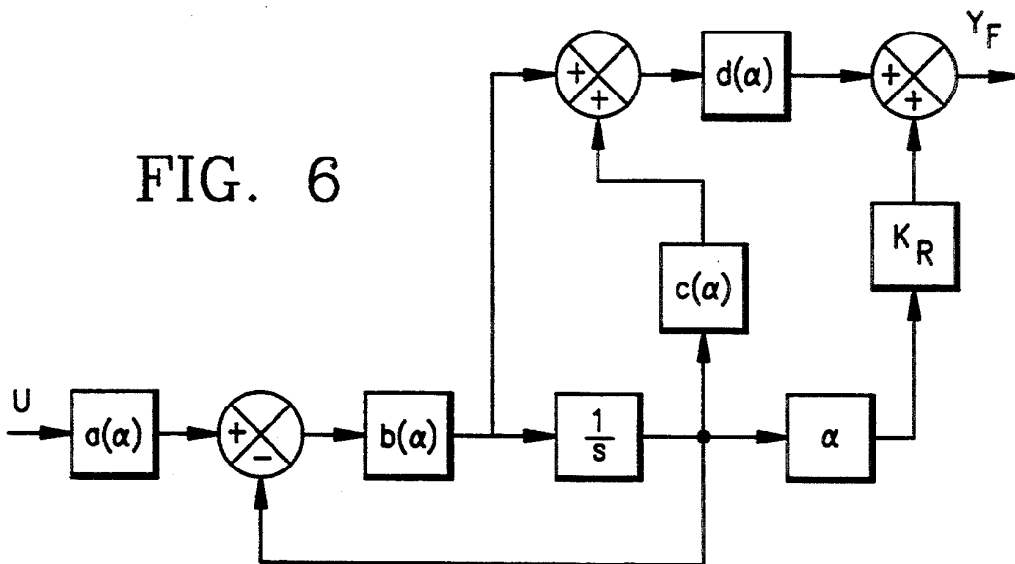 Y_F
+
+
d(α)
+
+
FIG. 6
K_R
c(α)
U
a(α)
+
-
b(α)
1/s
α